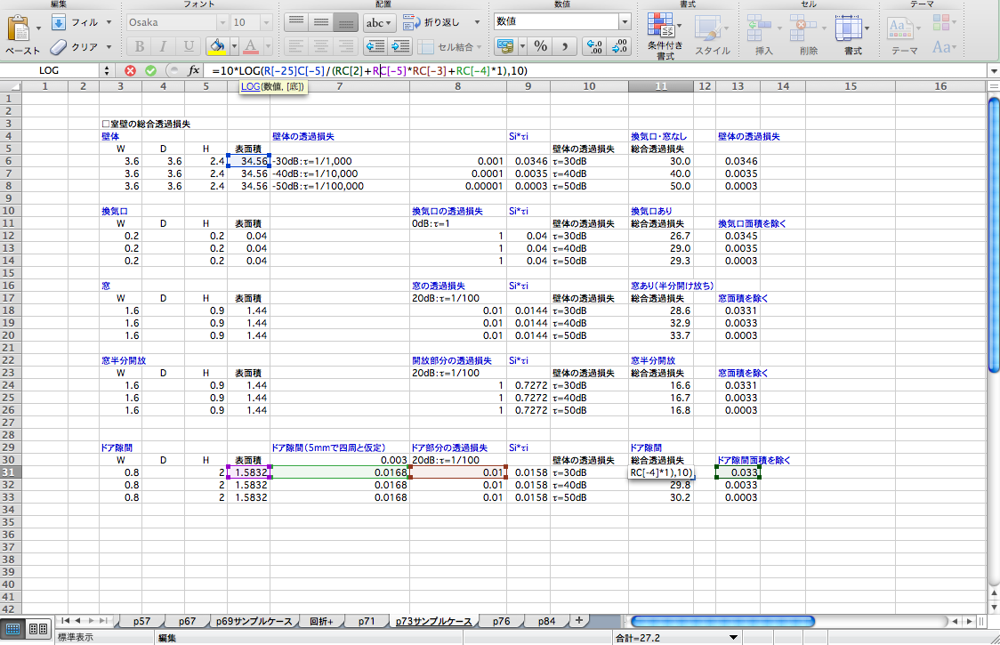 編集 フォント 配置 数値 書式 セル テーマ
フィル Osaka 10 abc 折り返し 数値
ペースト クリア B I U A セル結合 % , .0 .00 条件付き書式 スタイル 挿入 削除 書式 Aa テーマ Aa
LOG fx =10*LOG(R[-25]C[-5]/(RC[2]+RC[-5]*RC[-3]+RC[-4]*1),10)
LOG(数値, [底])
1 2 3 4 5 7 8 9 10 11 12 13 14 15 16
1
2
3 □室壁の総合透過損失
4 壁体 壁体の透過損失 Si*τi 換気口・窓なし 壁体の透過損失
5 W D H 表面積 壁体の透過損失 総合透過損失
6 3.6 3.6 2.4 34.56 -30dB:τ=1/1,000 0.001 0.0346 τ=30dB 30.0 0.0346
7 3.6 3.6 2.4 34.56 -40dB:τ=1/10,000 0.0001 0.0035 τ=40dB 40.0 0.0035
8 3.6 3.6 2.4 34.56 -50dB:τ=1/100,000 0.00001 0.0003 τ=50dB 50.0 0.0003
9
10 換気口 換気口の透過損失 Si*τi 換気口あり
11 W D H 表面積 0dB:τ=1 壁体の透過損失 総合透過損失 換気口面積を除く
12 0.2 0.2 0.04 1 0.04 τ=30dB 26.7 0.0345
13 0.2 0.2 0.04 1 0.04 τ=40dB 29.0 0.0035
14 0.2 0.2 0.04 1 0.04 τ=50dB 29.3 0.0003
15
16 窓 窓の透過損失 Si*τi 窓あり(半分開け放ち)
17 W D H 表面積 20dB:τ=1/100 壁体の透過損失 総合透過損失 窓面積を除く
18 1.6 0.9 1.44 0.01 0.0144 τ=30dB 28.6 0.0331
19 1.6 0.9 1.44 0.01 0.0144 τ=40dB 32.9 0.0033
20 1.6 0.9 1.44 0.01 0.0144 τ=50dB 33.7 0.0003
21
22 窓半分開放 開放部分の透過損失 Si*τi 窓半分開放
23 W D H 表面積 20dB:τ=1/100 壁体の透過損失 総合透過損失 窓面積を除く
24 1.6 0.9 1.44 1 0.7272 τ=30dB 16.6 0.0331
25 1.6 0.9 1.44 1 0.7272 τ=40dB 16.7 0.0033
26 1.6 0.9 1.44 1 0.7272 τ=50dB 16.8 0.0003
27
28
29 ドア隙間 ドア隙間(5mmで四周と仮定) ドア部分の透過損失 Si*τi ドア隙間
30 W D H 表面積 0.003 20dB:τ=1/100 壁体の透過損失 総合透過損失 ドア隙間面積を除く
31 0.8 2 1.5832 0.0168 0.01 0.0158 τ=30dB RC[-4]*1),10) 0.033
32 0.8 2 1.5832 0.0168 0.01 0.0158 τ=40dB 29.8 0.0033
33 0.8 2 1.5832 0.0168 0.01 0.0158 τ=50dB 30.2 0.0003
34
35
36
37
38
39
40
41
42
p57 p67 p69サンプルケース 回折+ p71 p73サンプルケース p76 p84
標準表示 編集 合計=27.2